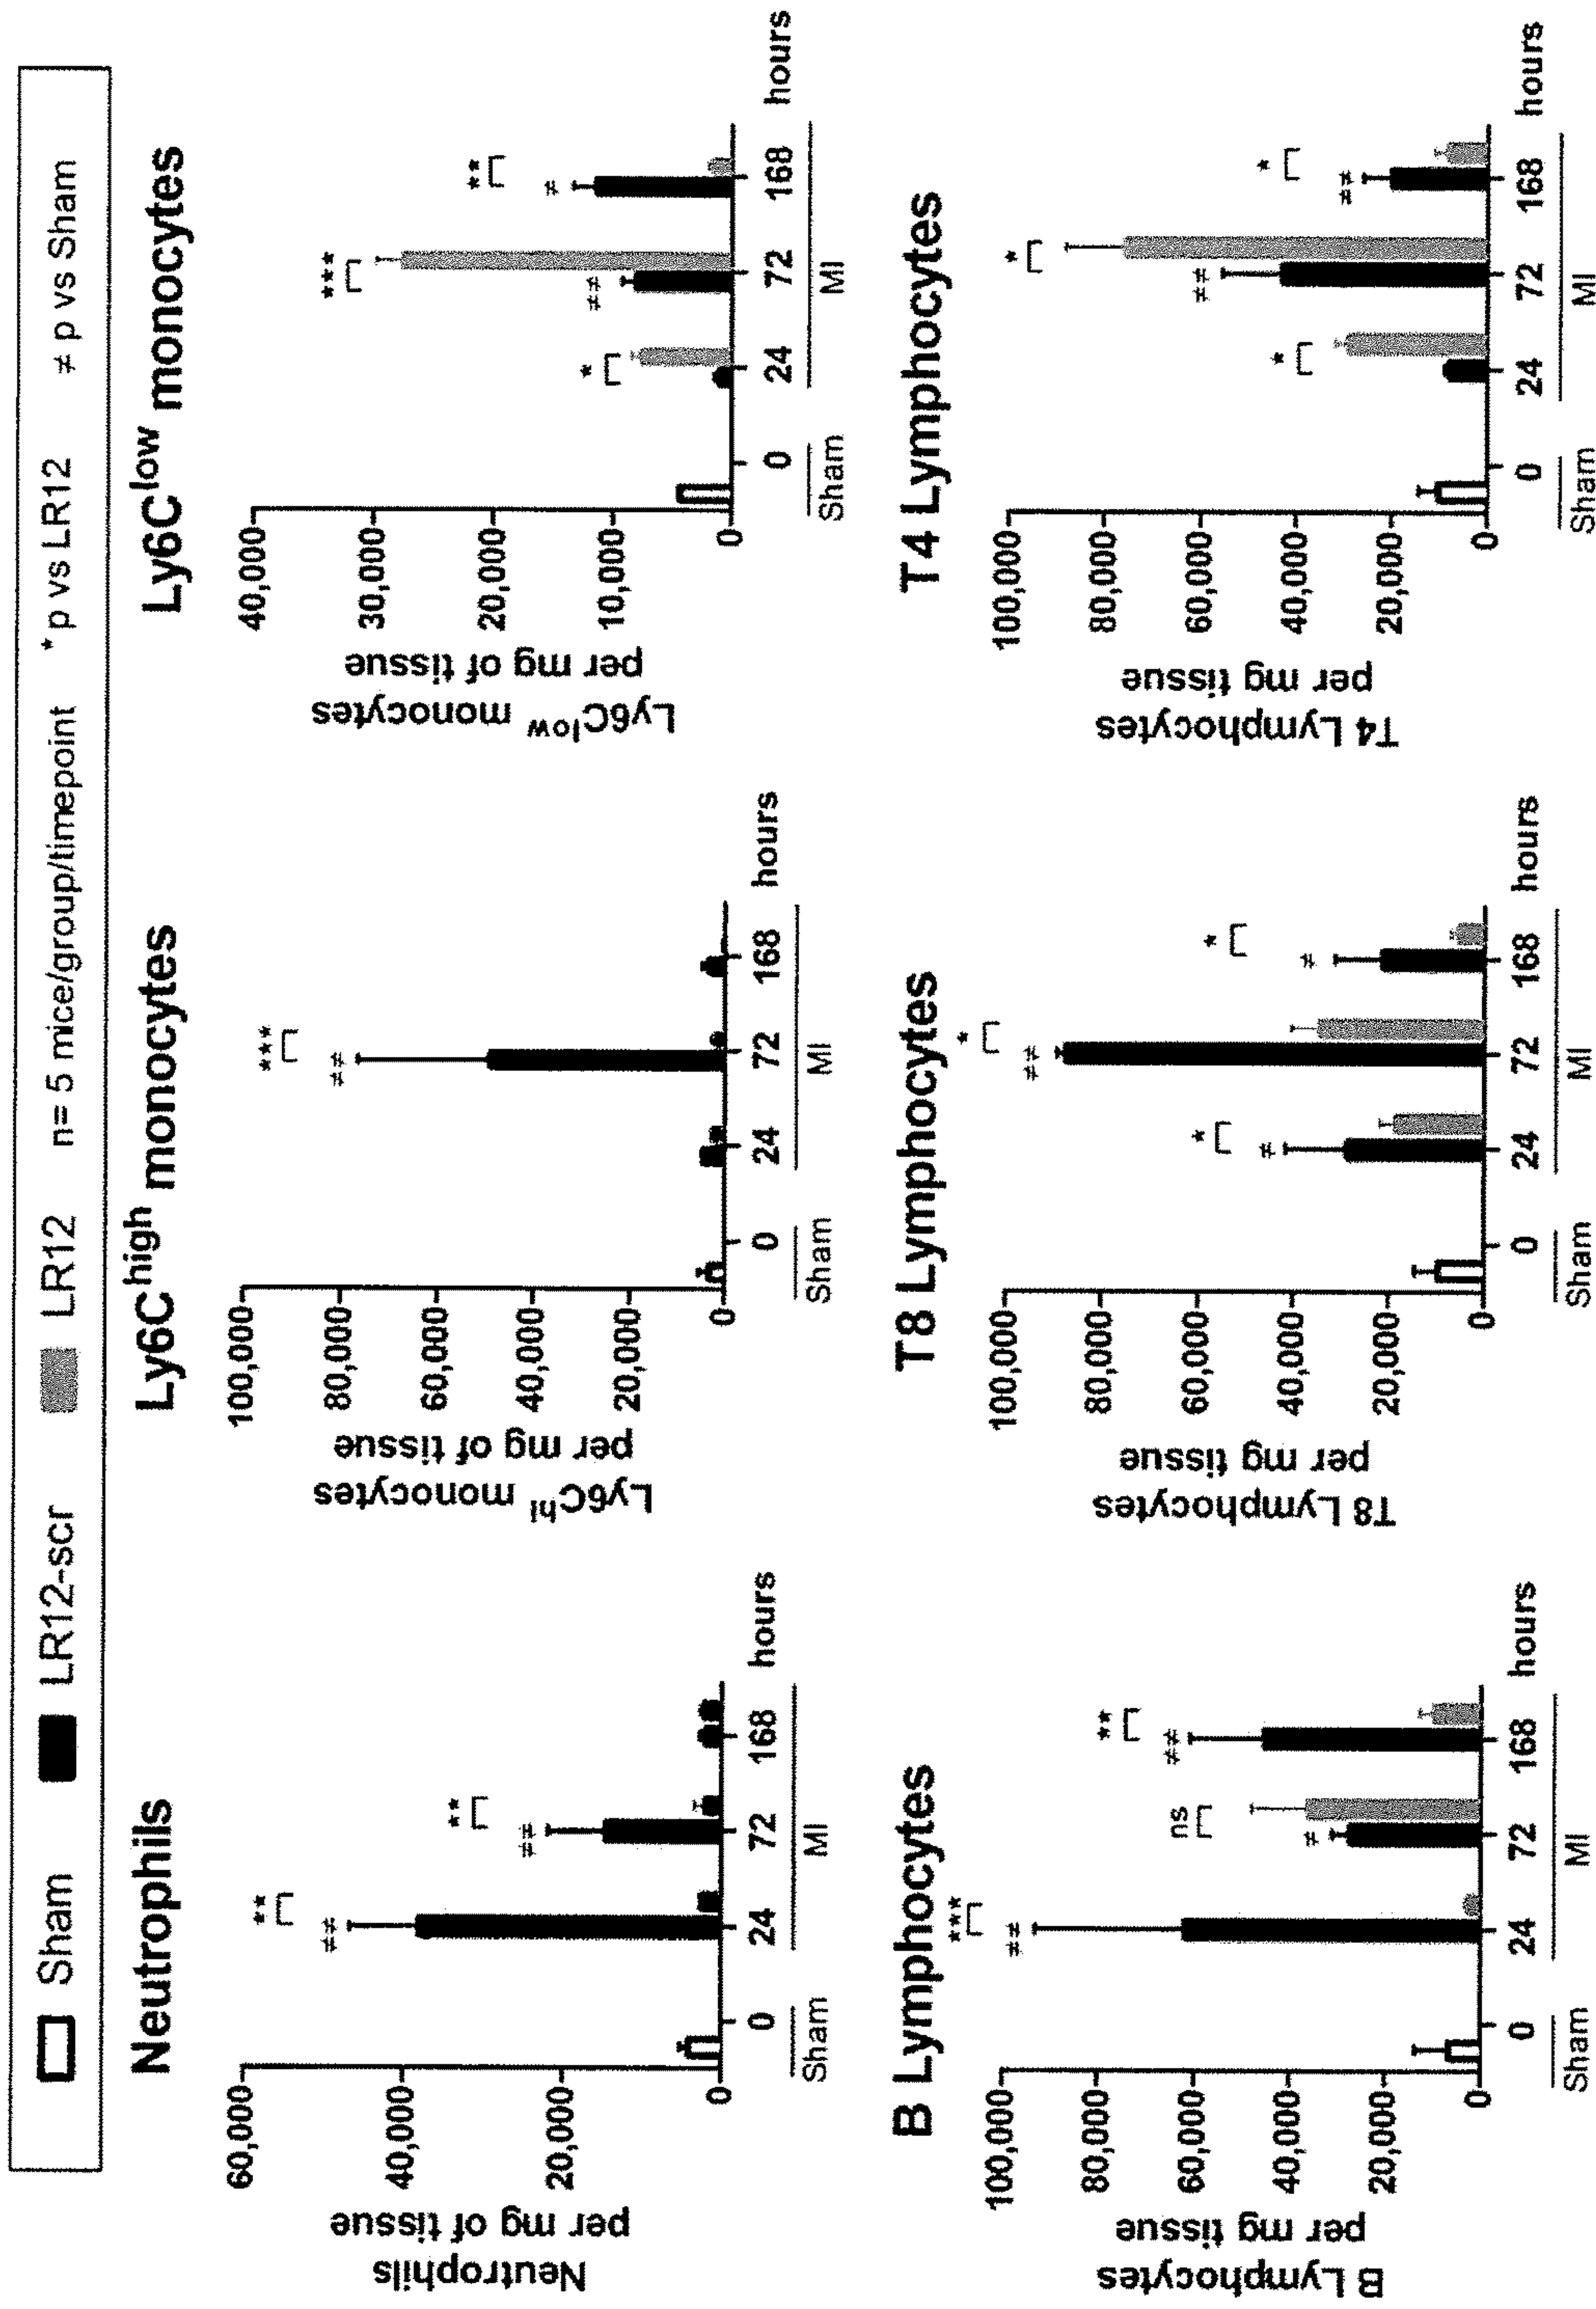 Sham LR12-scr LR12 n= 5 mice/group/timepoint *p vs LR12 ≠ p vs Sham
Neutrophils
Neutrophils
per mg of tissue
60,000
40,000
20,000
0
≠≠
**
≠≠
**
0 24 72 168 hours
Sham MI
Ly6Chigh monocytes
Ly6Chi monocytes
per mg of tissue
100,000
80,000
60,000
40,000
20,000
0
≠≠
***
0 24 72 168 hours
Sham MI
Ly6Clow monocytes
Ly6Clow monocytes
per mg of tissue
40,000
30,000
20,000
10,000
0
*
≠≠
***
≠
**
0 24 72 168 hours
Sham MI
B Lymphocytes
B Lymphocytes
per mg tissue
100,000
80,000
60,000
40,000
20,000
0
≠≠
***
≠
ns
≠≠
**
0 24 72 168 hours
Sham MI
T8 Lymphocytes
T8 Lymphocytes
per mg tissue
100,000
80,000
60,000
40,000
20,000
0
≠
*
≠≠
*
≠
*
0 24 72 168 hours
Sham MI
T4 Lymphocytes
T4 Lymphocytes
per mg tissue
100,000
80,000
60,000
40,000
20,000
0
*
≠≠
*
≠≠
*
0 24 72 168 hours
Sham MI